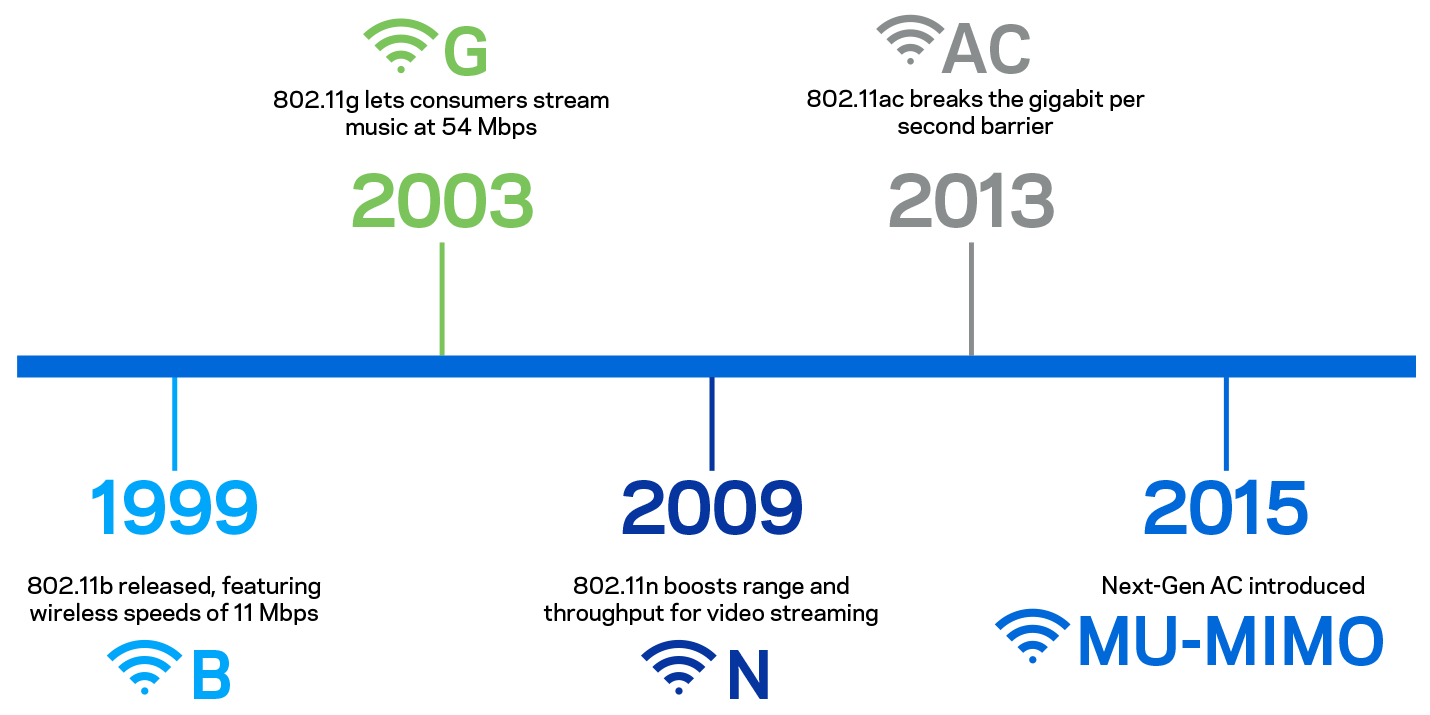 G
802.11g lets consumers stream
music at 54 Mbps
2003
AC
802.11ac breaks the gigabit per
second barrier
2013
1999
802.11b released, featuring
wireless speeds of 11 Mbps
B
2009
802.11n boosts range and
throughput for video streaming
N
2015
Next-Gen AC introduced
MU-MIMO